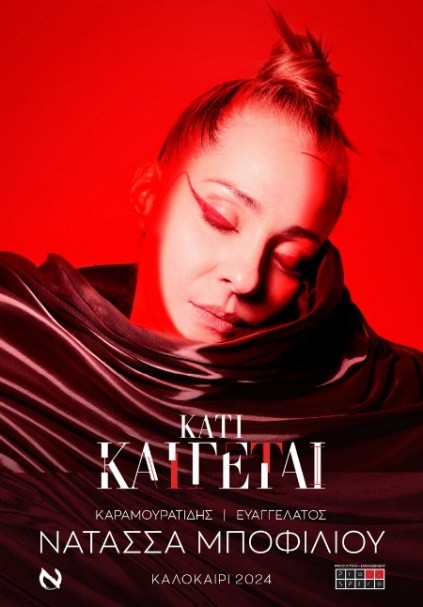 ΚΑΤΙ
ΚΑΙΓΕΤΑΙ
ΚΑΡΑΜΟΥΡΑΤΙΔΗΣ | ΕΥΑΓΓΕΛΑΤΟΣ
ΝΑΤΑΣΣΑ ΜΠΟΦΙΛΙΟΥ
ΚΑΛΟΚΑΙΡΙ 2024